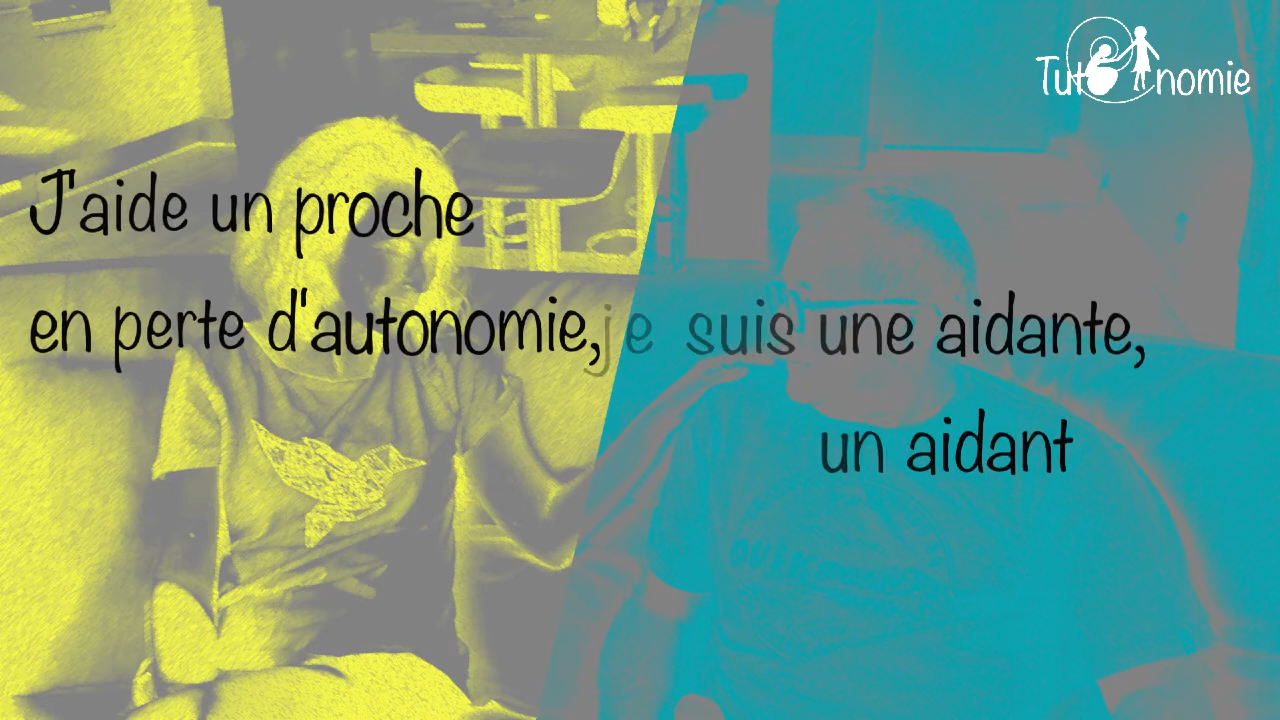 Tutonomie
J'aide un proche
en perte d'autonomie, je suis une aidante,
un aidant